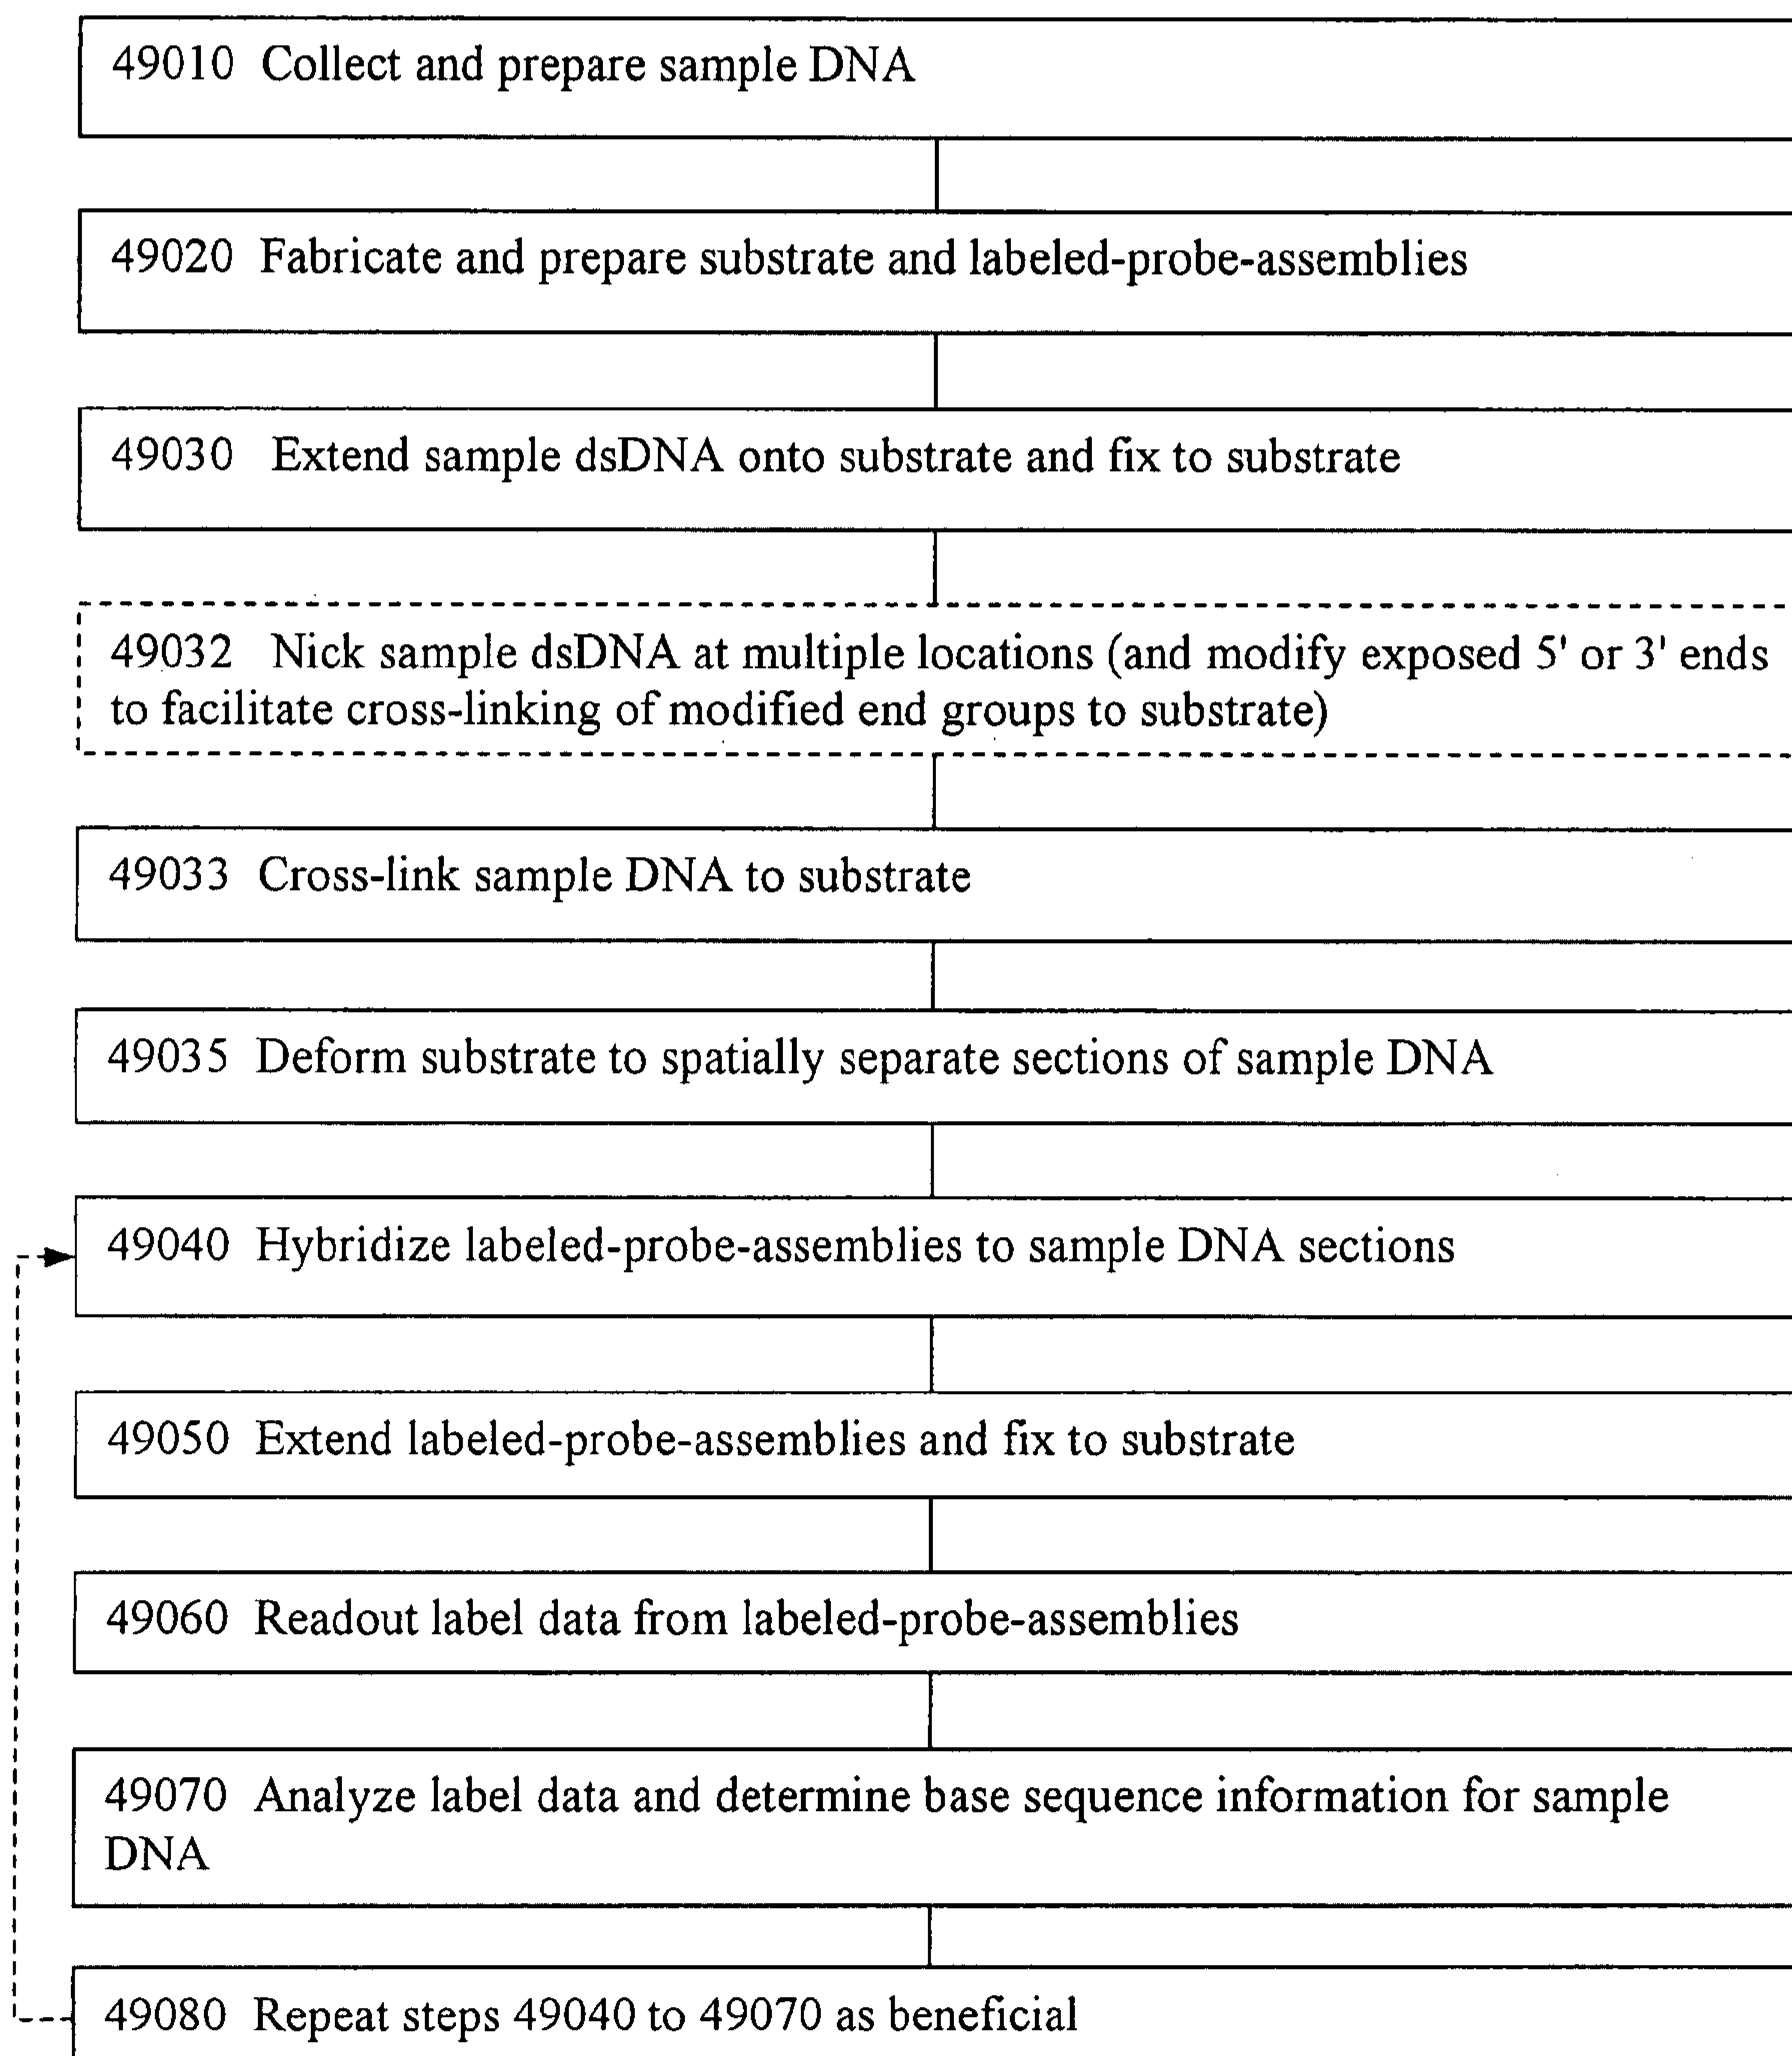 49010 Collect and prepare sample DNA
49020 Fabricate and prepare substrate and labeled-probe-assemblies
49030 Extend sample dsDNA onto substrate and fix to substrate
49032 Nick sample dsDNA at multiple locations (and modify exposed 5' or 3' ends
to facilitate cross-linking of modified end groups to substrate)
49033 Cross-link sample DNA to substrate
49035 Deform substrate to spatially separate sections of sample DNA
49040 Hybridize labeled-probe-assemblies to sample DNA sections
49050 Extend labeled-probe-assemblies and fix to substrate
49060 Readout label data from labeled-probe-assemblies
49070 Analyze label data and determine base sequence information for sample
DNA
49080 Repeat steps 49040 to 49070 as beneficial